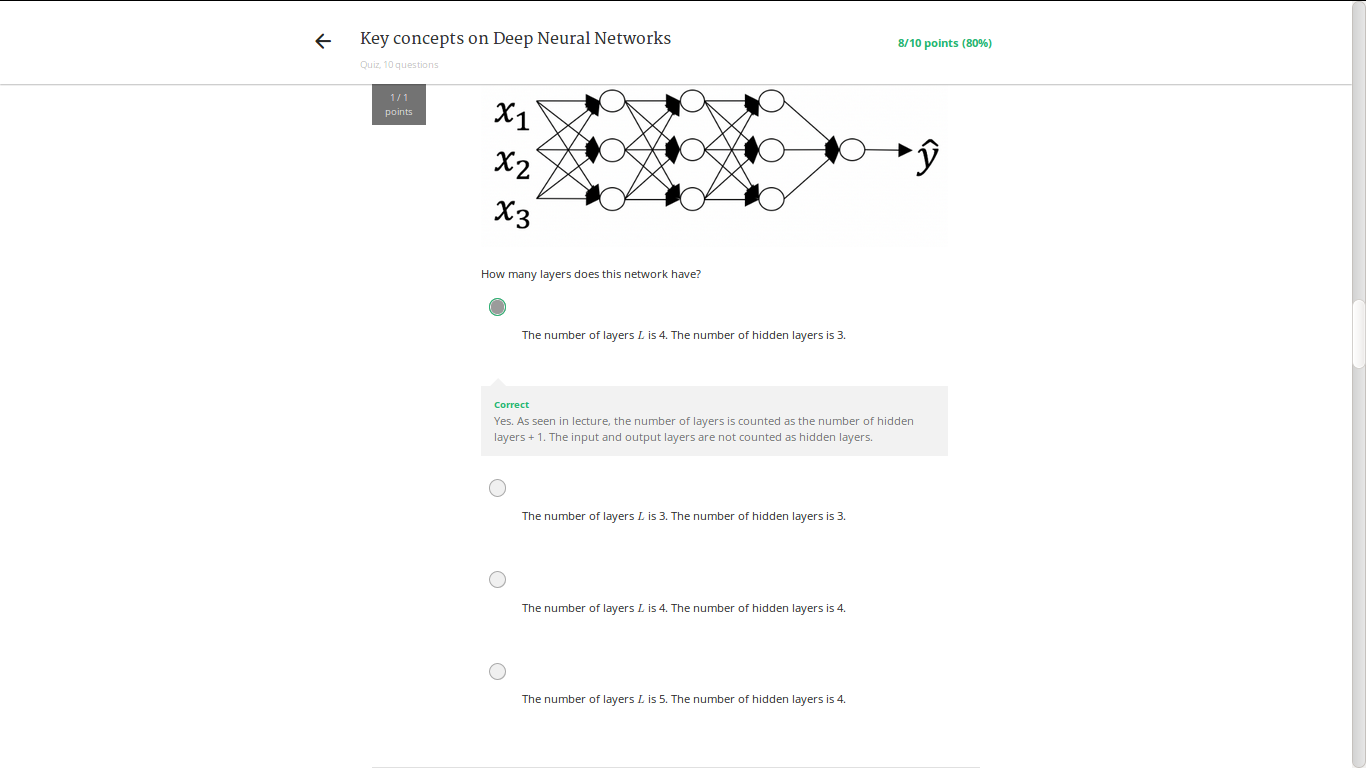 Key concepts on Deep Neural Networks
8/10 points (80%)
Quiz, 10 questions
1 / 1
points
x₁
x₂
x₃
ŷ
How many layers does this network have?
The number of layers L is 4. The number of hidden layers is 3.
Correct
Yes. As seen in lecture, the number of layers is counted as the number of hidden
layers + 1. The input and output layers are not counted as hidden layers.
The number of layers L is 3. The number of hidden layers is 3.
The number of layers L is 4. The number of hidden layers is 4.
The number of layers L is 5. The number of hidden layers is 4.